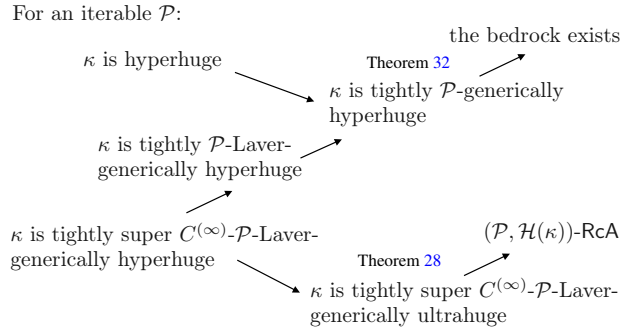 For an iterable 𝒫:
the bedrock exists
κ is hyperhuge
Theorem 32
κ is tightly 𝒫-generically
hyperhuge
κ is tightly 𝒫-Laver-
generically hyperhuge
κ is tightly super C^(∞)-𝒫-Laver-
generically hyperhuge
(𝒫, ℋ(κ))-RcA
Theorem 28
κ is tightly super C^(∞)-𝒫-Laver-
generically ultrahuge